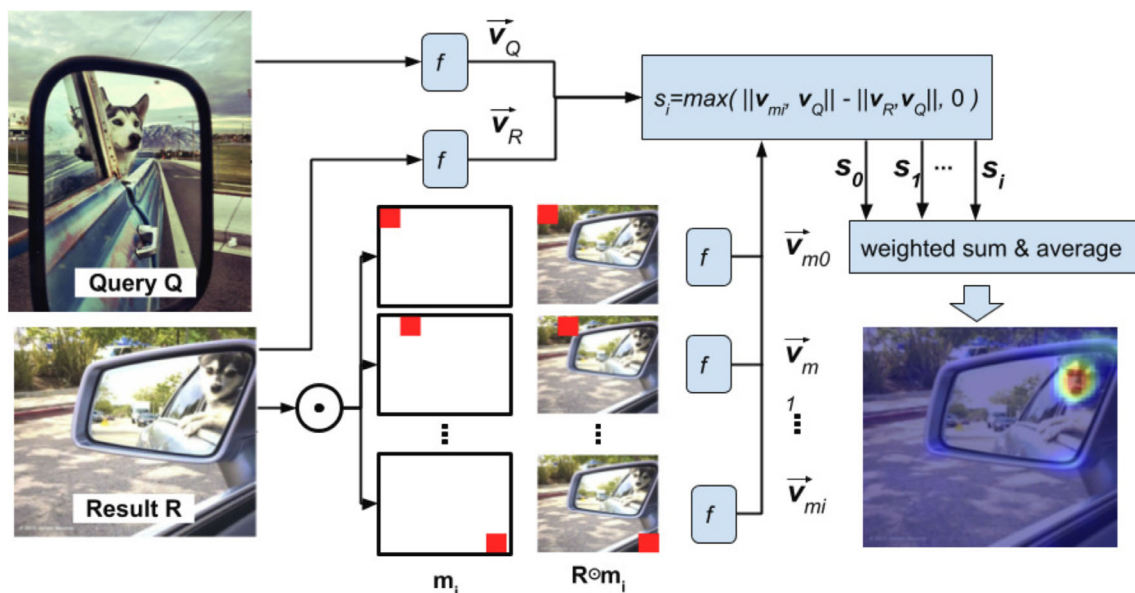 f
v_Q
Query Q
f
v_R
s_i=max( ||v_mi, v_Q|| - ||v_R,v_Q||, 0 )
s_0 s_1 ... s_i
weighted sum & average
f
v_m0
f
v_m
1
f
v_mi
Result R
m_i
R⊙m_i